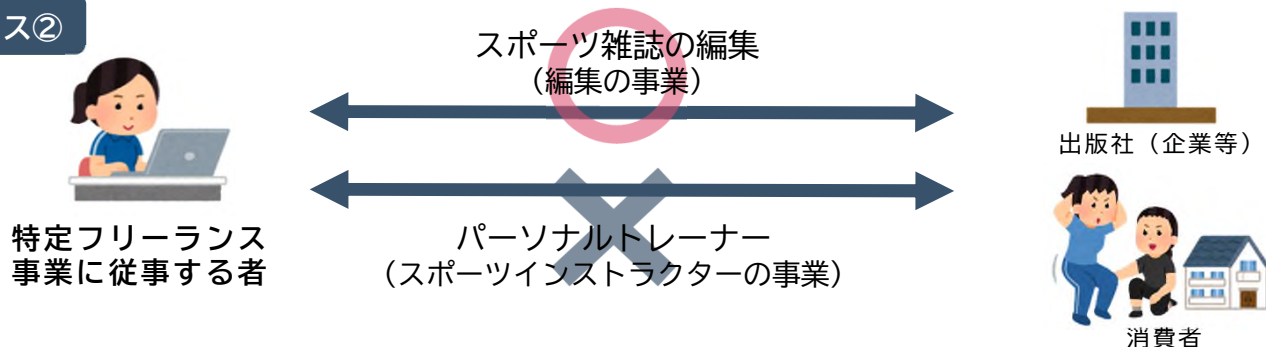 ス②
スポーツ雑誌の編集
（編集の事業）
出版社（企業等）
特定フリーランス
事業に従事する者
パーソナルトレーナー
（スポーツインストラクターの事業）
消費者